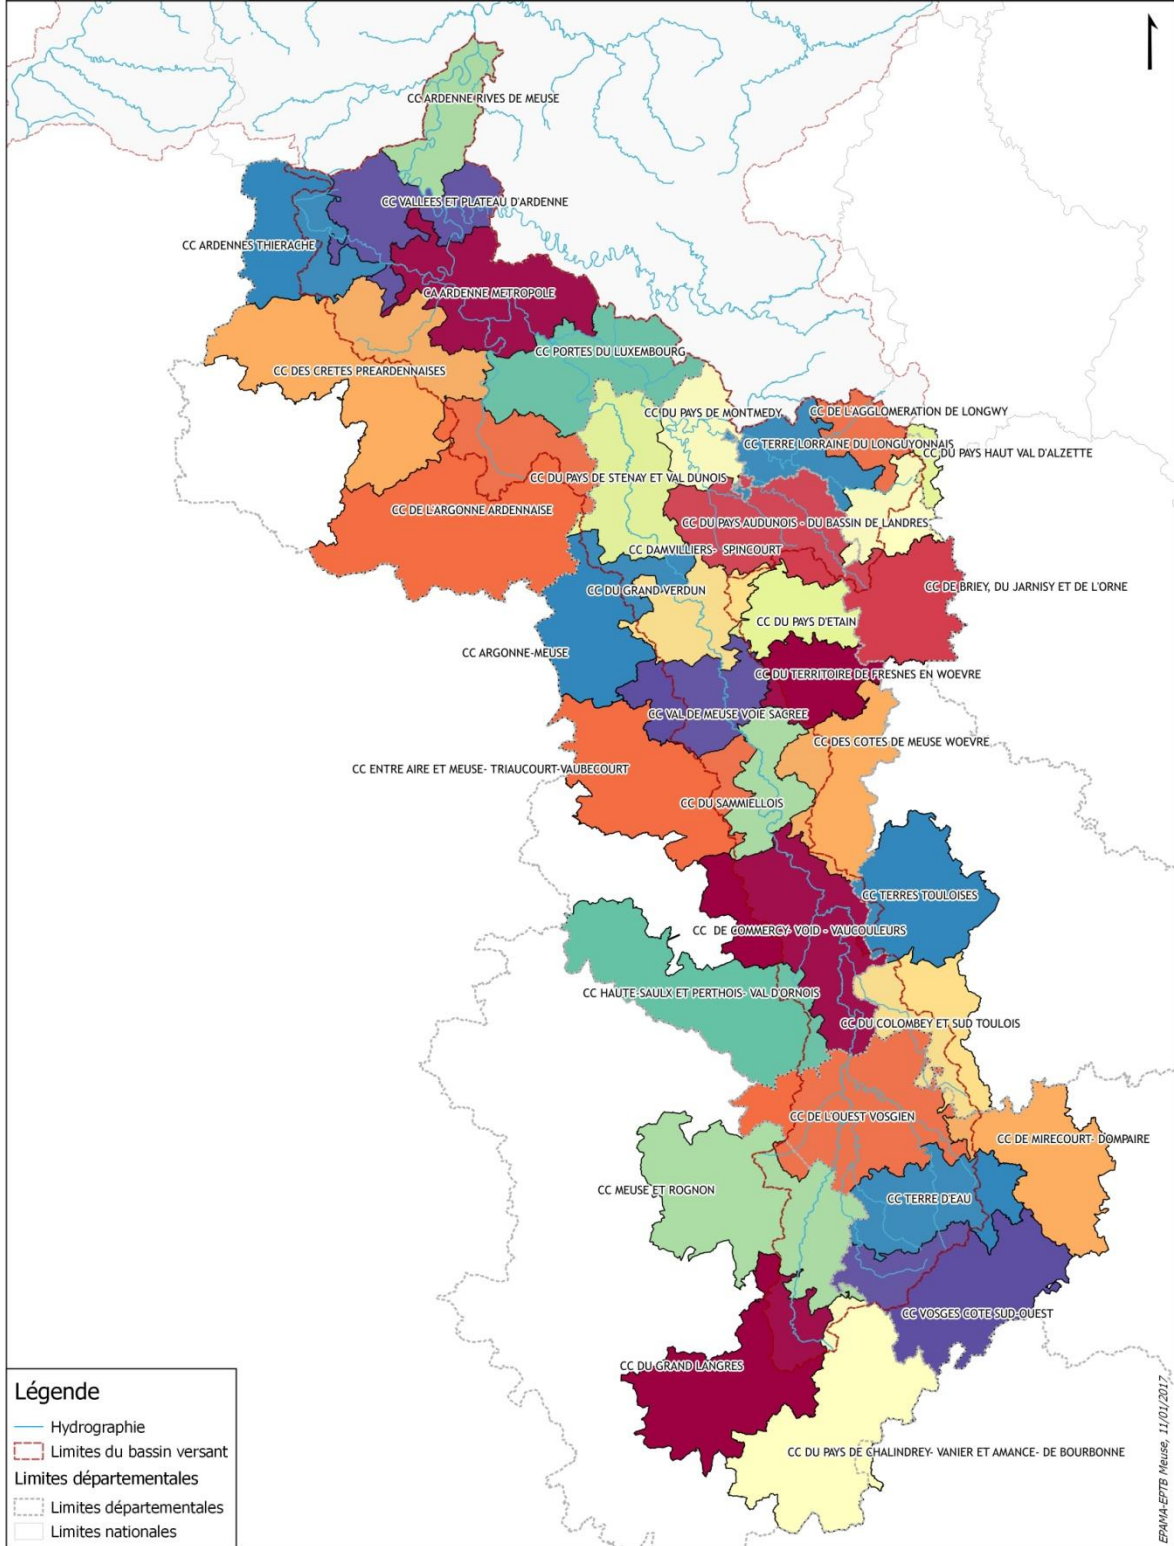 CC ARDENNE RIVES DE MEUSE
CC VALLEES ET PLATEAU D'ARDENNE
CC ARDENNES THIERACHE
CA ARDENNE METROPOLE
CC PORTES DU LUXEMBOURG
CC DES CRETES PREARDENNAISES
CC DU PAYS DE MONTMEDY
CC DE L'AGGLOMERATION DE LONGWY
CC TERRE LORRAINE DU LONGUYONNAIS
CC DU PAYS HAUT VAL D'ALZETTE
CC DU PAYS DE STENAY ET VAL DUNOIS
CC DE L'ARGONNE ARDENNAISE
CC DU PAYS AUDUNOIS - DU BASSIN DE LANDRES
CC DAMVILLIERS- SPINCOURT
CC DU GRAND VERDUN
CC DE BRIEY, DU JARNISY ET DE L'ORNE
CC DU PAYS D'ETAIN
CC ARGONNE-MEUSE
CC DU TERRITOIRE DE FRESNES EN WOEVRE
CC VAL DE MEUSE VOIE SACREE
CC DES COTES DE MEUSE WOEVRE
CC ENTRE AIRE ET MEUSE- TRIAUCOURT-VAUBECOURT
CC DU SAMMIELLOIS
CC TERRES TOULOISES
CC DE COMMERCY- VOID - VAUCOULEURS
CC HAUTE-SAULX ET PERTHOIS- VAL D'ORNOIS
CC DU COLOMBEY ET SUD TOULOIS
CC DE L'OUEST VOSGIEN
CC DE MIRECOURT- DOMPAIRE
CC MEUSE ET ROGNON
CC TERRE D'EAU
CC VOSGES COTE SUD-OUEST
CC DU GRAND LANGRES
CC DU PAYS DE CHALINDREY- VANIER ET AMANCE- DE BOURBONNE
Légende
Hydrographie
Limites du bassin versant
Limites départementales
Limites départementales
Limites nationales
EPAMA-EPTB Meuse, 11/01/2017